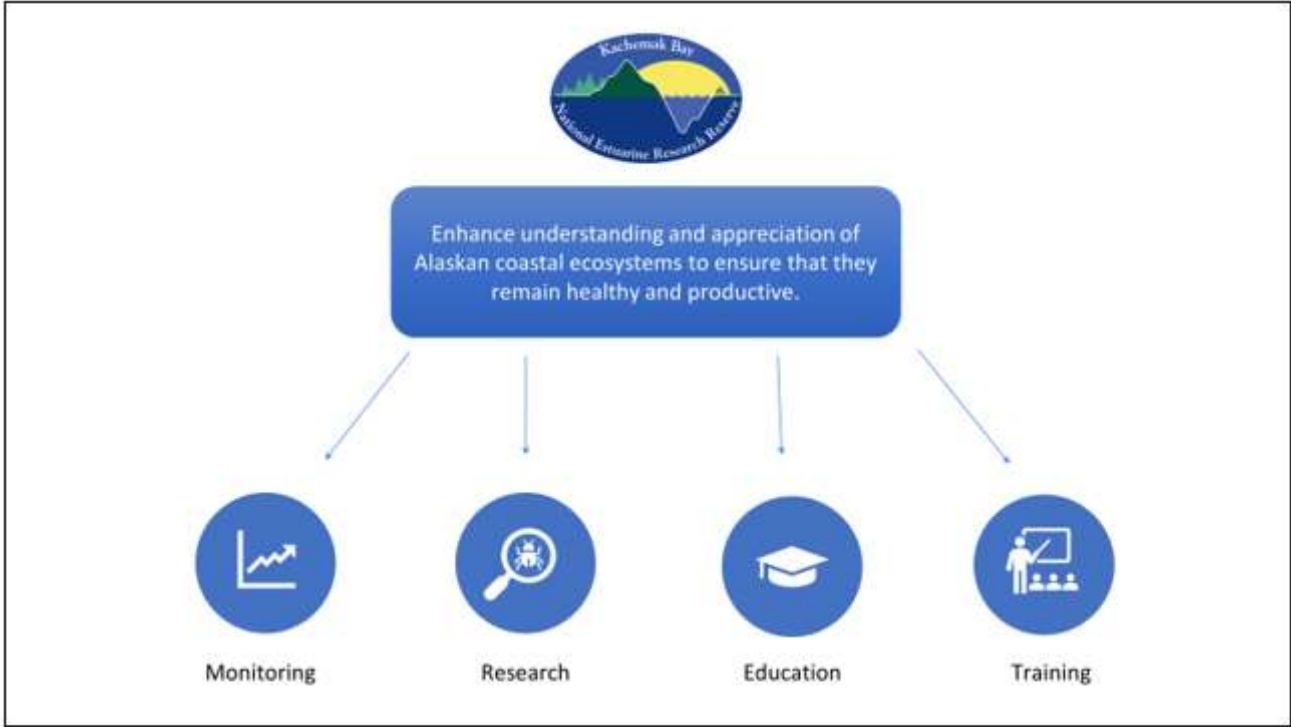 Kachemak Bay
National Estuarine Research Reserve
Enhance understanding and appreciation of
Alaskan coastal ecosystems to ensure that they
remain healthy and productive.
Monitoring
Research
Education
Training